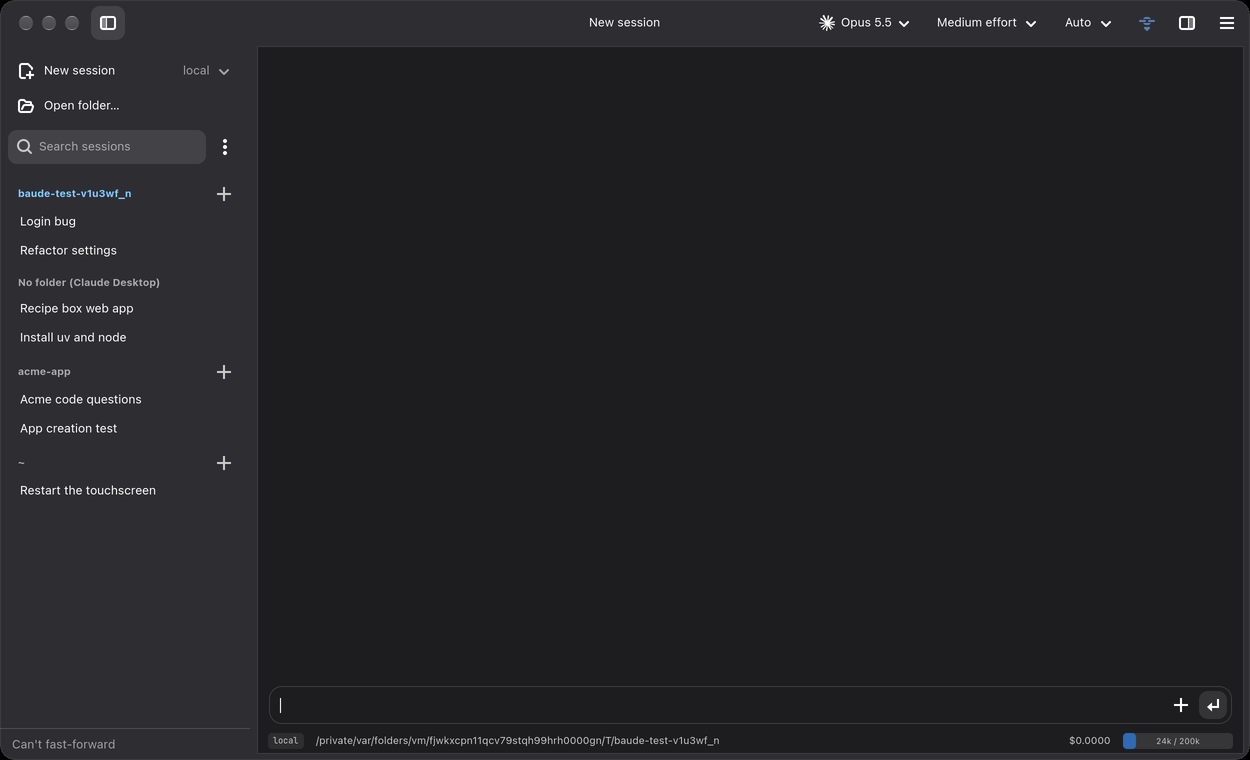 New session
Opus 5.5
Medium effort
Auto
New session
local
Open folder...
Search sessions
baude-test-v1u3wf_n
Login bug
Refactor settings
No folder (Claude Desktop)
Recipe box web app
Install uv and node
acme-app
Acme code questions
App creation test
~
Restart the touchscreen
Can't fast-forward
local
/private/var/folders/vm/fjwkxcpn11qcv79stqh99hrh0000gn/T/baude-test-v1u3wf_n
$0.0000
24k / 200k